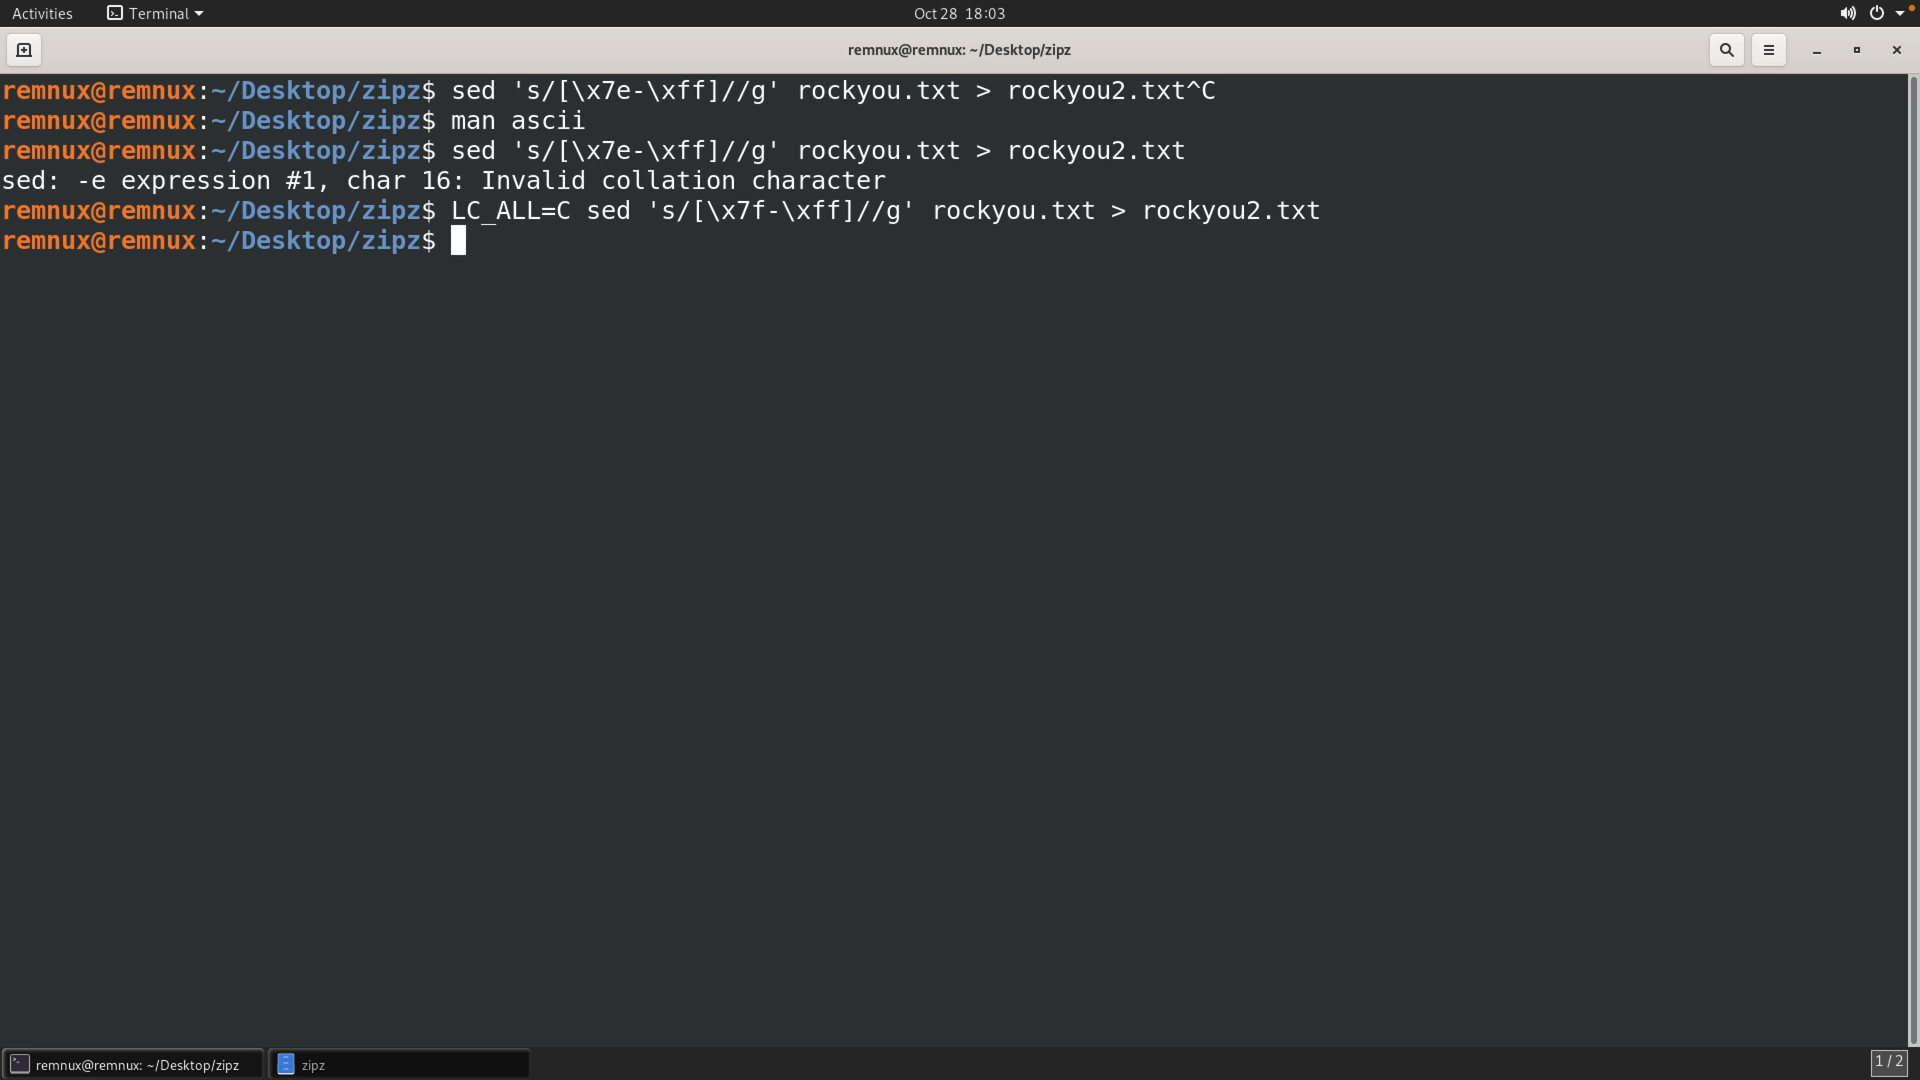 Activities Terminal Oct 28 18:03
remnux@remnux: ~/Desktop/zipz
remnux@remnux:~/Desktop/zipz$ sed 's/[\x7e-\xff]//g' rockyou.txt > rockyou2.txt^C
remnux@remnux:~/Desktop/zipz$ man ascii
remnux@remnux:~/Desktop/zipz$ sed 's/[\x7e-\xff]//g' rockyou.txt > rockyou2.txt
sed: -e expression #1, char 16: Invalid collation character
remnux@remnux:~/Desktop/zipz$ LC_ALL=C sed 's/[\x7f-\xff]//g' rockyou.txt > rockyou2.txt
remnux@remnux:~/Desktop/zipz$
remnux@remnux: ~/Desktop/zipz zipz 1 / 2